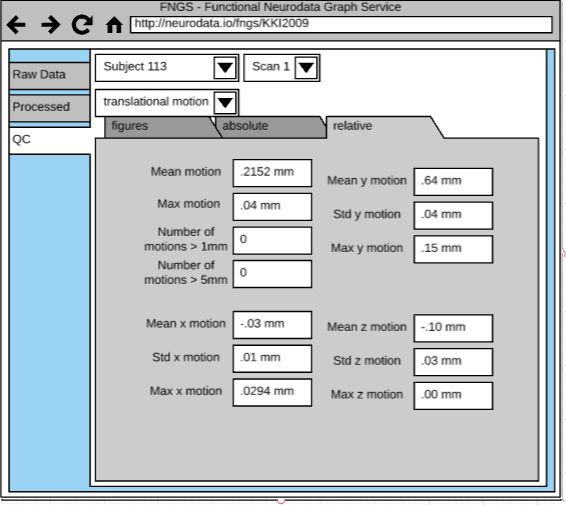 FNGS - Functional Neurodata Graph Service
http://neurodata.io/fngs/KKI2009
Raw Data
Processed
QC
Subject 113
Scan 1
translational motion
figures
absolute
relative
Mean motion .2152 mm
Max motion .04 mm
Number of
motions > 1mm 0
Number of
motions > 5mm 0
Mean y motion .64 mm
Std y motion .04 mm
Max y motion .15 mm
Mean x motion -.03 mm
Std x motion .01 mm
Max x motion .0294 mm
Mean z motion -.10 mm
Std z motion .03 mm
Max z motion .00 mm